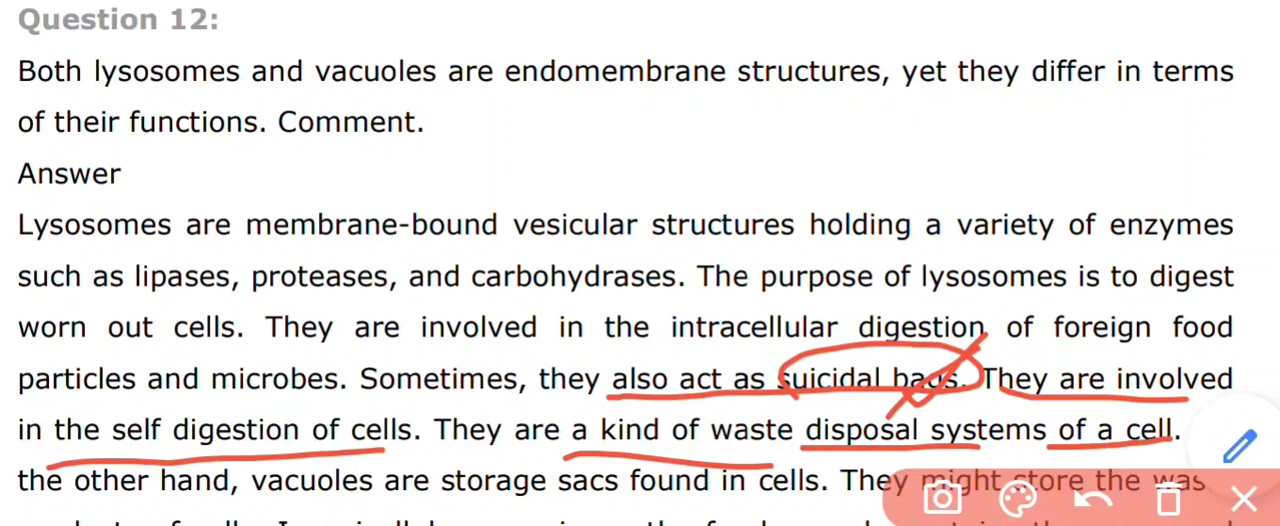 Question 12:
Both lysosomes and vacuoles are endomembrane structures, yet they differ in terms
of their functions. Comment.
Answer
Lysosomes are membrane-bound vesicular structures holding a variety of enzymes
such as lipases, proteases, and carbohydrases. The purpose of lysosomes is to digest
worn out cells. They are involved in the intracellular digestion of foreign food
particles and microbes. Sometimes, they also act as suicidal bags. They are involved
in the self digestion of cells. They are a kind of waste disposal systems of a cell.
the other hand, vacuoles are storage sacs found in cells. They might store the